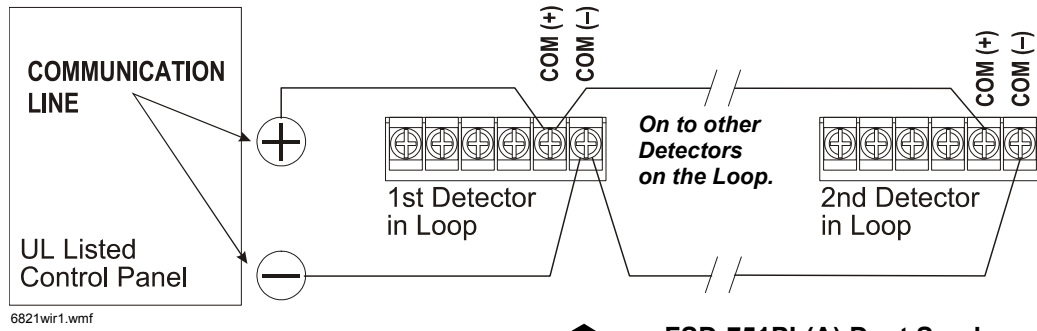 COM (+)
COM (–)
COM (+)
COM (–)
COMMUNICATION
LINE
On to other
Detectors
on the Loop.
1st Detector
in Loop
2nd Detector
in Loop
UL Listed
Control Panel
6821wir1.wmf